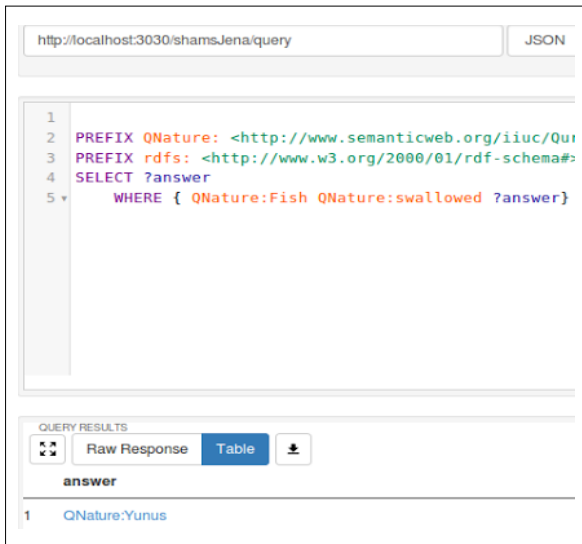 http://localhost:3030/shamsJena/query JSON
1
2 PREFIX QNature: <http://www.semanticweb.org/iiuc/Qur
3 PREFIX rdfs: <http://www.w3.org/2000/01/rdf-schema#>
4 SELECT ?answer
5 WHERE { QNature:Fish QNature:swallowed ?answer}
QUERY RESULTS
Raw Response Table
answer
1 QNature:Yunus